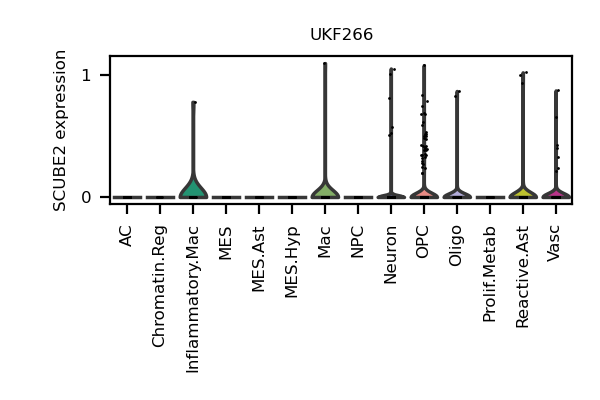 UKF266
SCUBE2 expression
1
0
AC
Chromatin.Reg
Inflammatory.Mac
MES
MES.Ast
MES.Hyp
Mac
NPC
Neuron
OPC
Oligo
Prolif.Metab
Reactive.Ast
Vasc